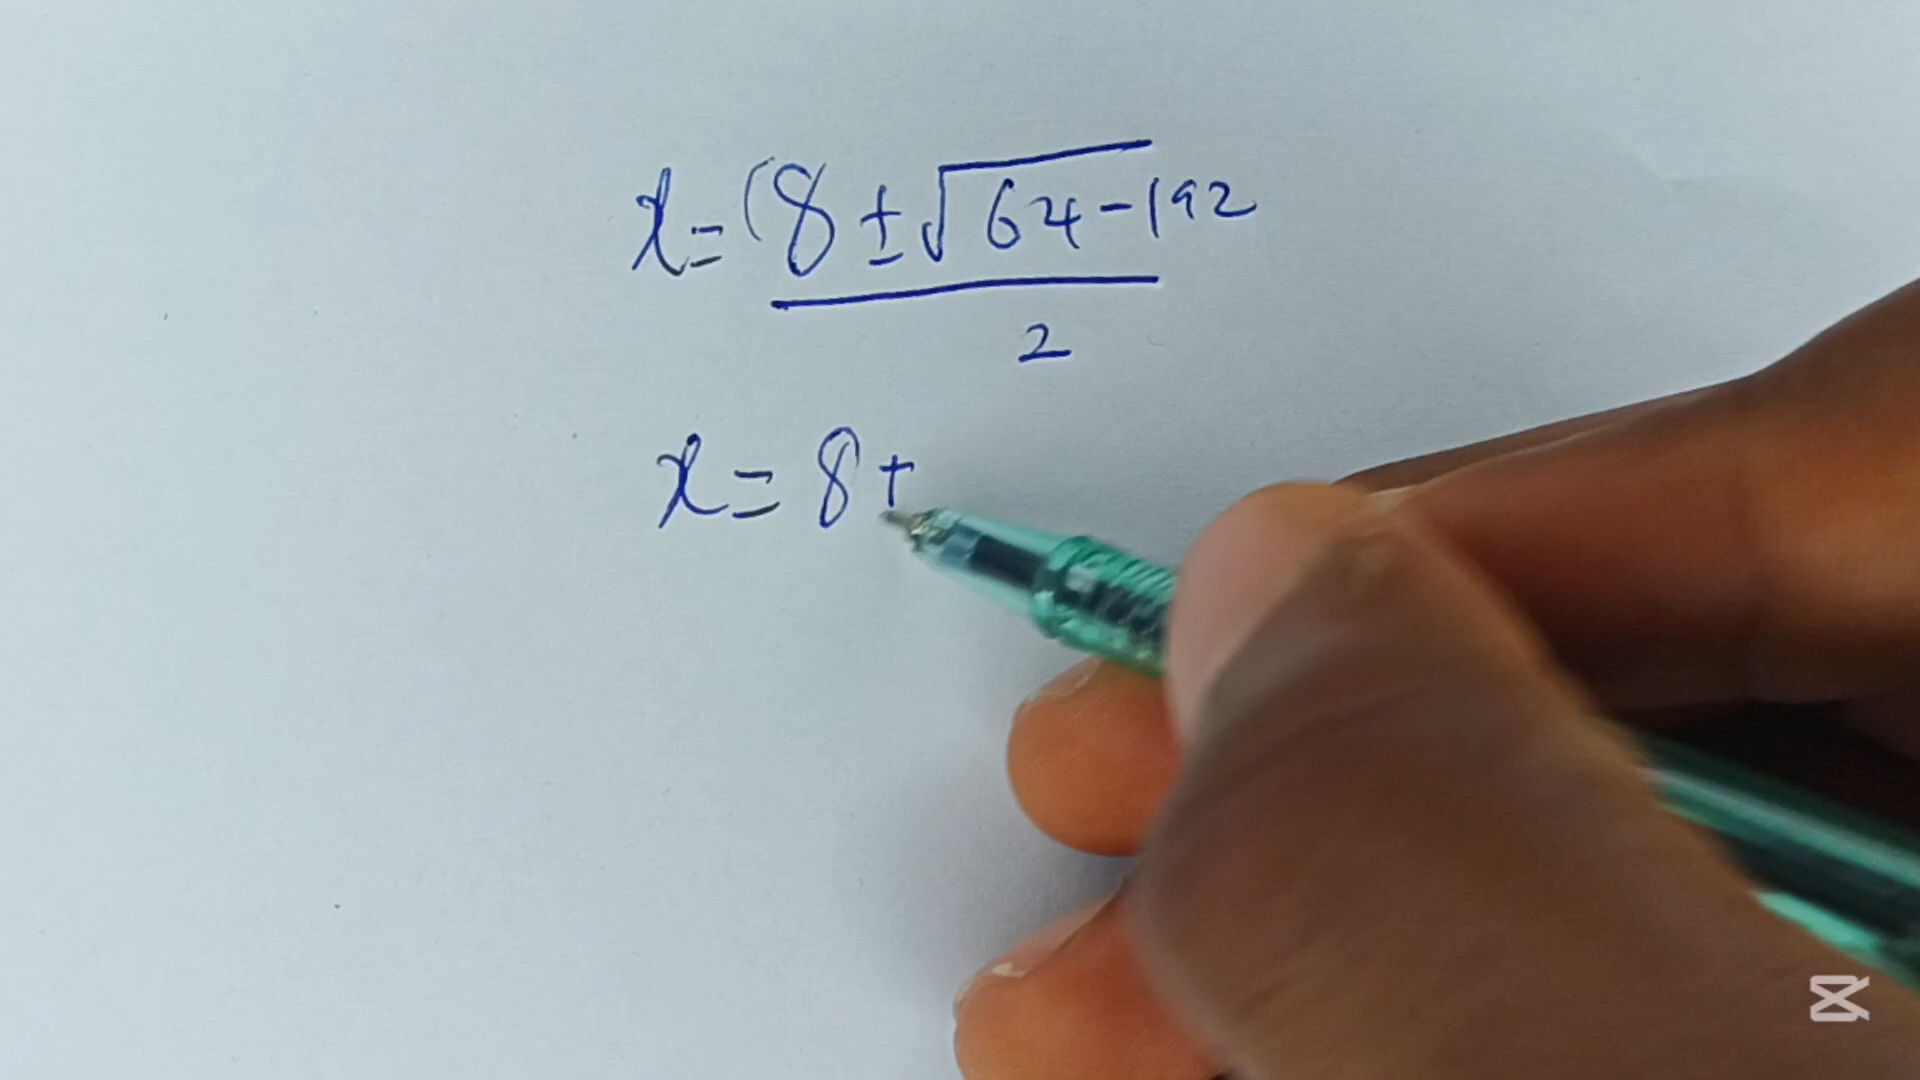 x = (8 ± √64 - 192
2
x = 8 +